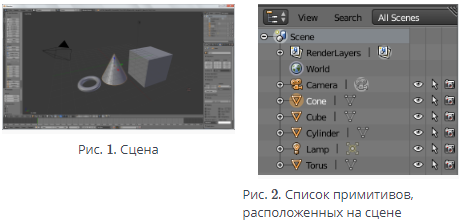 View Search All Scenes
Scene
RenderLayers
World
Camera
Cone
Cube
Cylinder
Lamp
Torus
Рис. 1. Сцена
Рис. 2. Список примитивов,
расположенных на сцене